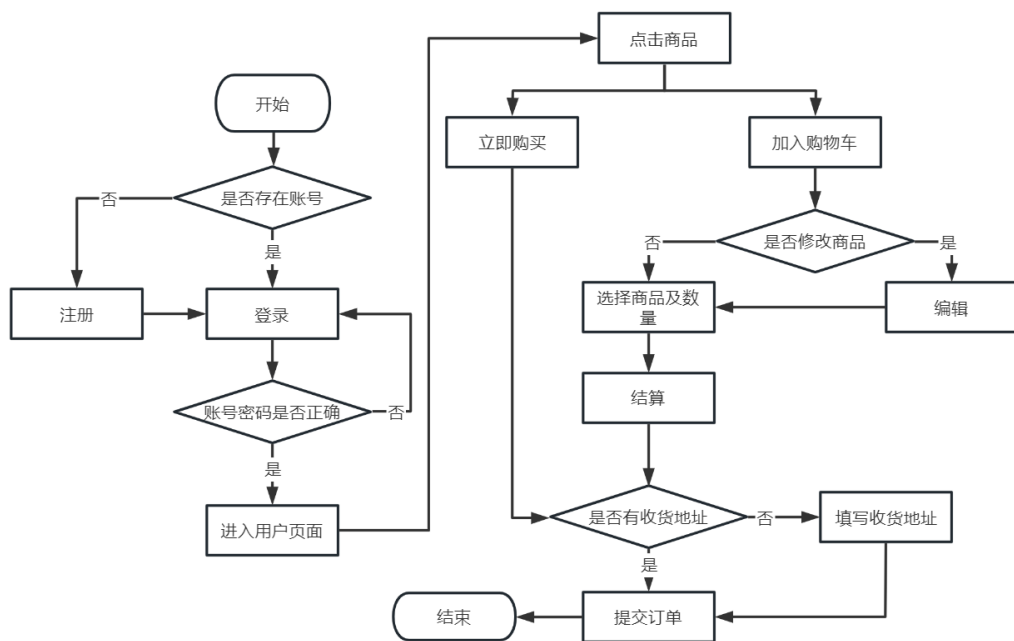 开始
是否存在账号
否
是
注册
登录
账号密码是否正确
否
是
进入用户页面
点击商品
立即购买
加入购物车
是否修改商品
否
是
选择商品及数
量
编辑
结算
是否有收货地址
否
填写收货地址
是
提交订单
结束